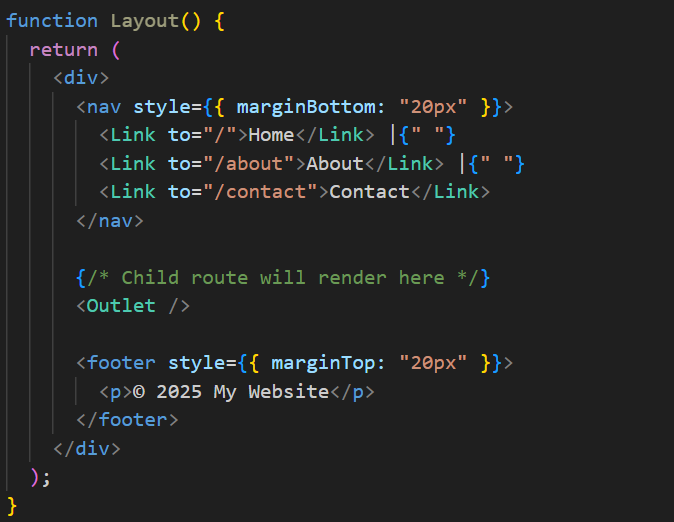 function Layout() {
  return (
    <div>
      <nav style={{ marginBottom: "20px" }}>
        <Link to="/">Home</Link> |{" "}
        <Link to="/about">About</Link> |{" "}
        <Link to="/contact">Contact</Link>
      </nav>

      {/* Child route will render here */}
      <Outlet />

      <footer style={{ marginTop: "20px" }}>
        <p>© 2025 My Website</p>
      </footer>
    </div>
  );
}